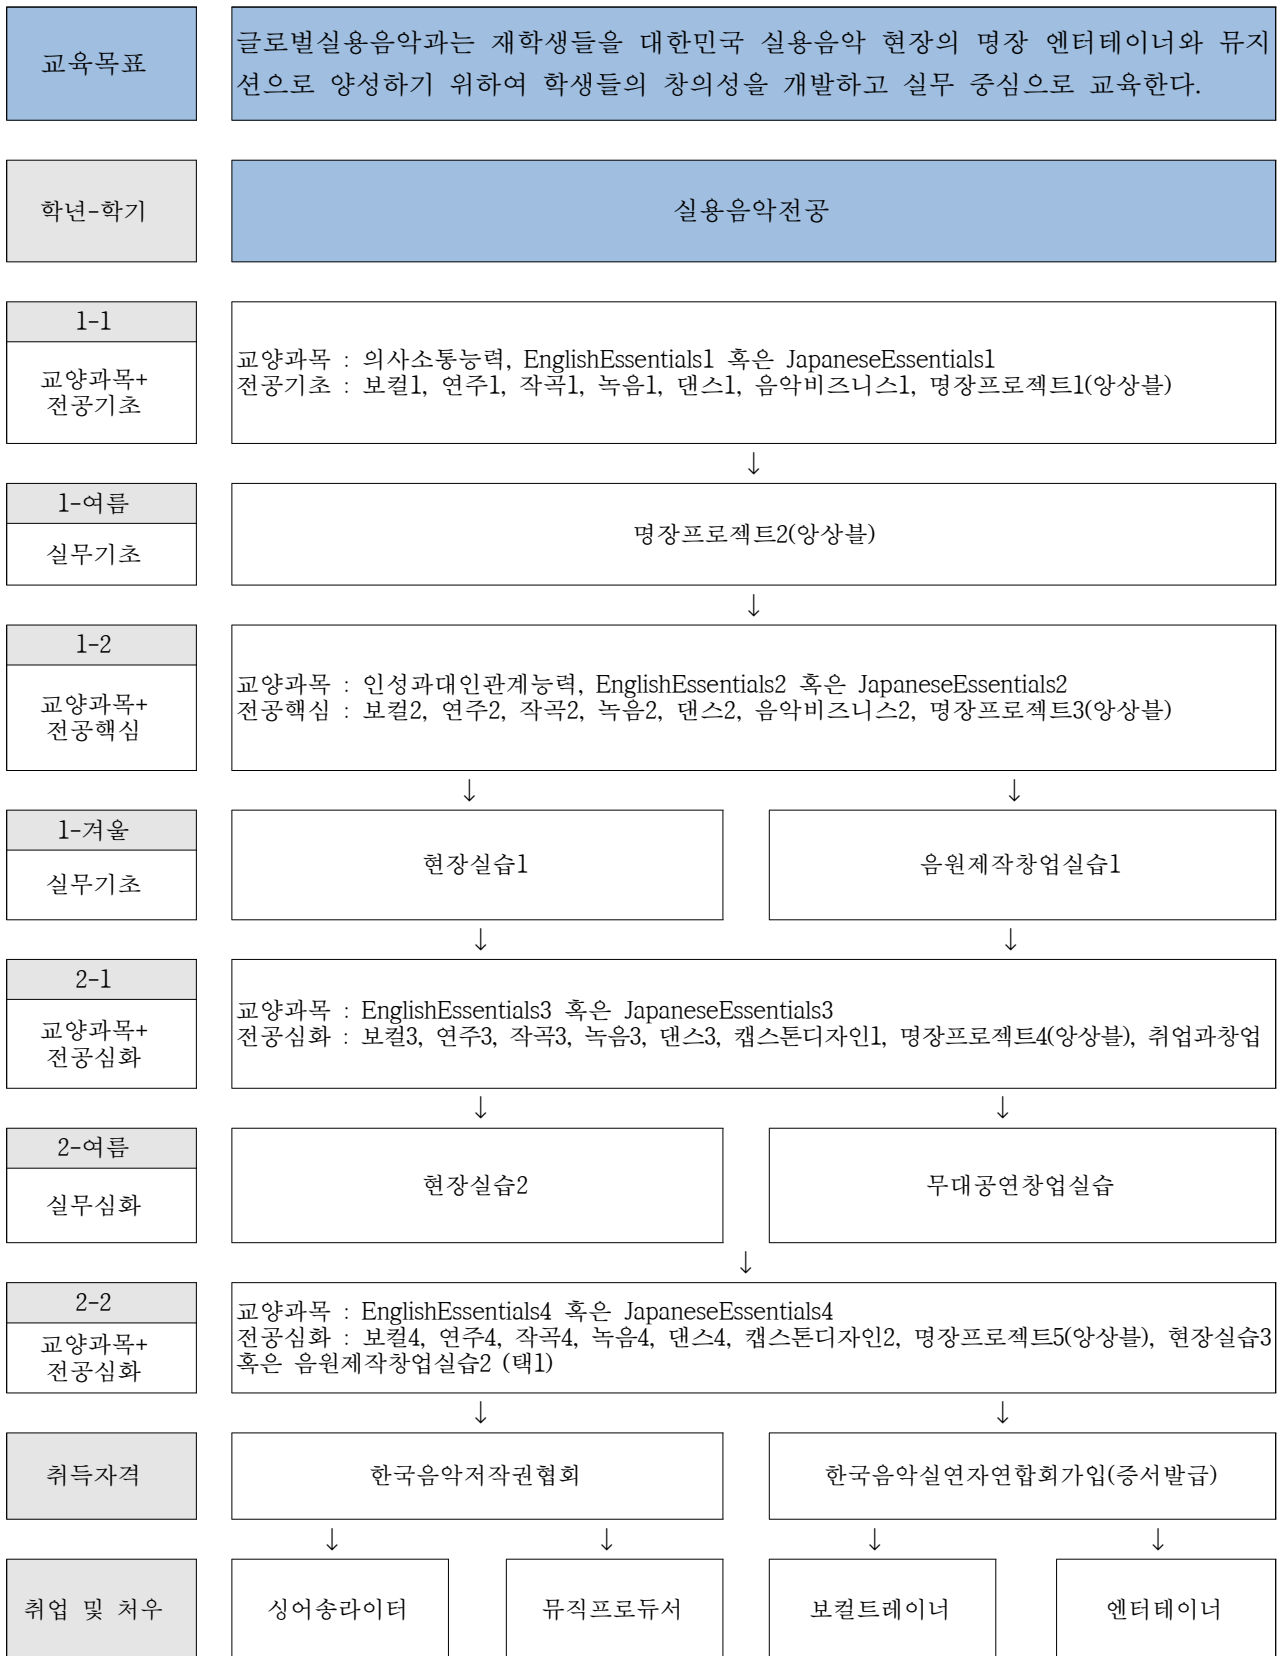 교육목표
글로벌실용음악과는 재학생들을 대한민국 실용음악 현장의 명장 엔터테이너와 뮤지
션으로 양성하기 위하여 학생들의 창의성을 개발하고 실무 중심으로 교육한다.
학년-학기
실용음악전공
1-1
교양과목+
전공기초
교양과목 : 의사소통능력, EnglishEssentials1 혹은 JapaneseEssentials1
전공기초 : 보컬1, 연주1, 작곡1, 녹음1, 댄스1, 음악비즈니스1, 명장프로젝트1(앙상블)
↓
1-여름
실무기초
명장프로젝트2(앙상블)
↓
1-2
교양과목+
전공핵심
교양과목 : 인성과대인관계능력, EnglishEssentials2 혹은 JapaneseEssentials2
전공핵심 : 보컬2, 연주2, 작곡2, 녹음2, 댄스2, 음악비즈니스2, 명장프로젝트3(앙상블)
↓ ↓
1-겨울
실무기초
현장실습1
음원제작창업실습1
↓ ↓
2-1
교양과목+
전공심화
교양과목 : EnglishEssentials3 혹은 JapaneseEssentials3
전공심화 : 보컬3, 연주3, 작곡3, 녹음3, 댄스3, 캡스톤디자인1, 명장프로젝트4(앙상블), 취업과창업
↓ ↓
2-여름
실무심화
현장실습2
무대공연창업실습
↓
2-2
교양과목+
전공심화
교양과목 : EnglishEssentials4 혹은 JapaneseEssentials4
전공심화 : 보컬4, 연주4, 작곡4, 녹음4, 댄스4, 캡스톤디자인2, 명장프로젝트5(앙상블), 현장실습3
혹은 음원제작창업실습2 (택1)
↓ ↓
취득자격
한국음악저작권협회
한국음악실연자연합회가입(증서발급)
↓ ↓ ↓ ↓
취업 및 처우
싱어송라이터
뮤직프로듀서
보컬트레이너
엔터테이너